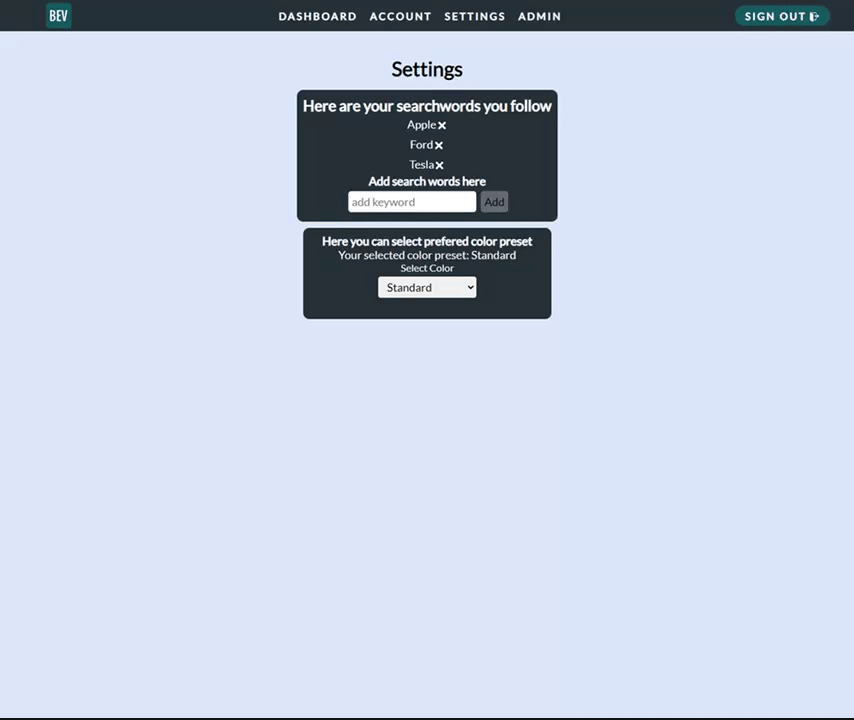 BEV DASHBOARD ACCOUNT SETTINGS ADMIN SIGN OUT
Settings
Here are your searchwords you follow
Apple
Ford
Tesla
Add search words here
add keyword Add
Here you can select prefered color preset
Your selected color preset: Standard
Select Color
Standard